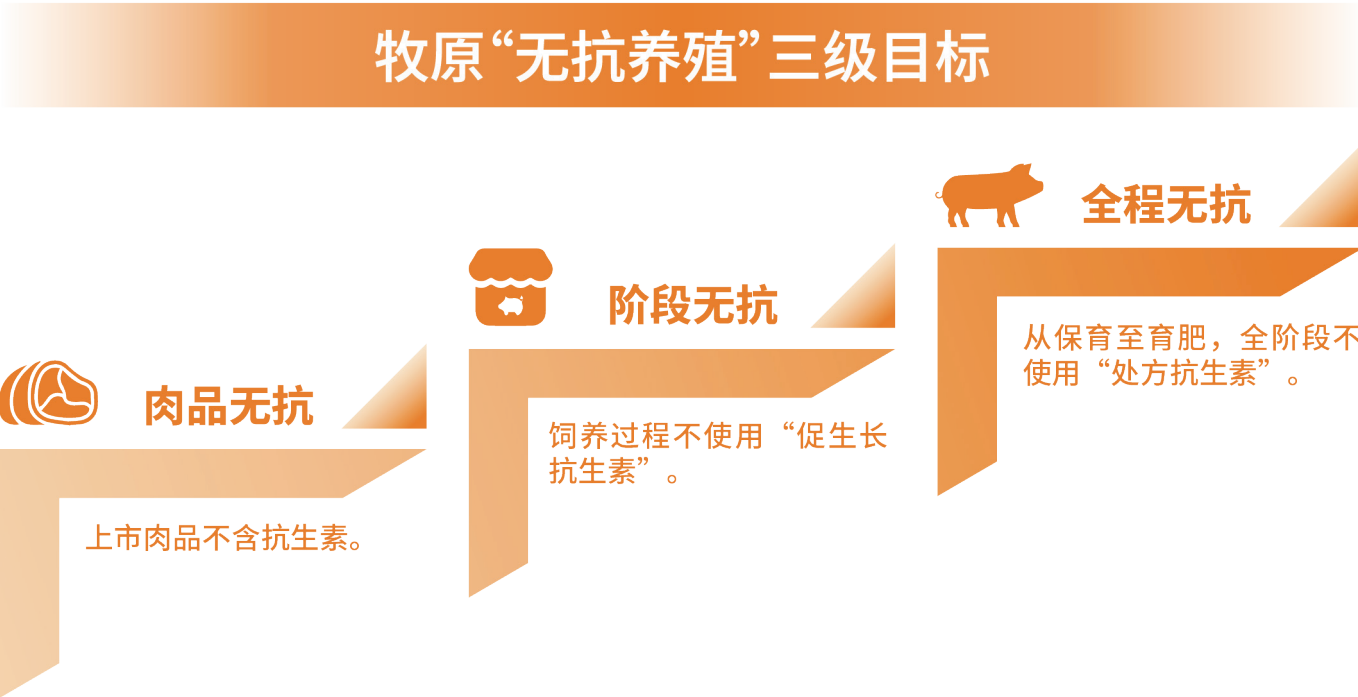 牧原“无抗养殖”三级目标
肉品无抗
上市肉品不含抗生素。
阶段无抗
饲养过程不使用“促生长
抗生素”。
全程无抗
从保育至育肥，全阶段不
使用“处方抗生素”。